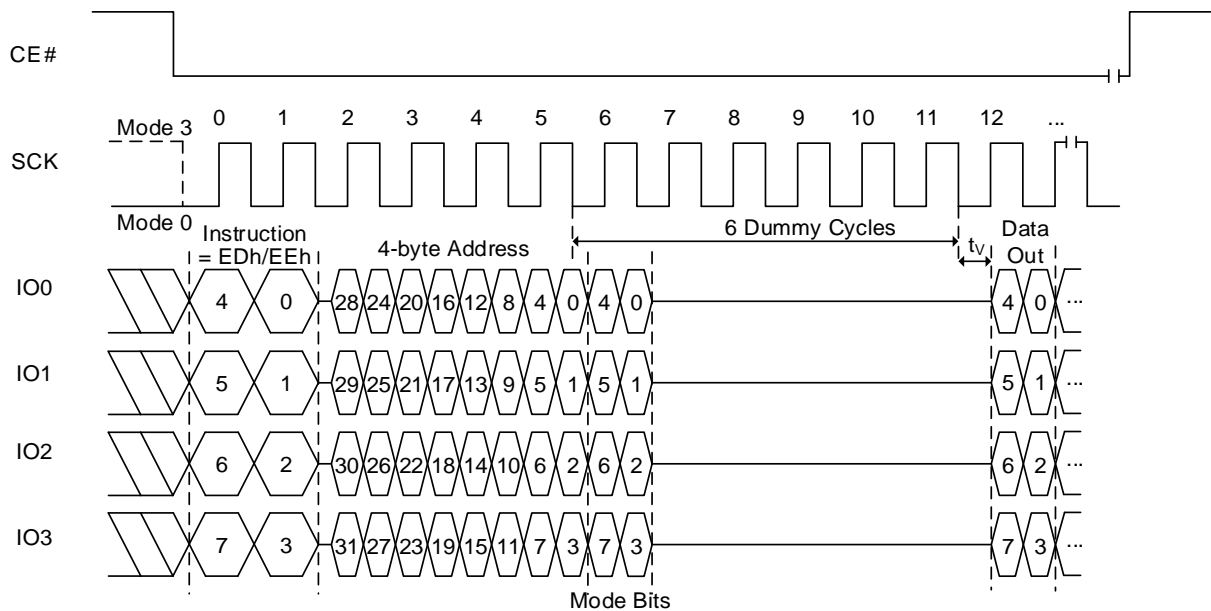 CE#
0 1 2 3 4 5 6 7 8 9 10 11 12 ...
Mode 3
SCK
Mode 0
6 Dummy Cycles
Instruction
= EDh/EEh
4-byte Address
tV
Data
Out
IO0 4 0 28 24 20 16 12 8 4 0 4 0 4 0 ...
IO1 5 1 29 25 21 17 13 9 5 1 5 1 5 1 ...
IO2 6 2 30 26 22 18 14 10 6 2 6 2 6 2 ...
IO3 7 3 31 27 23 19 15 11 7 3 7 3 7 3 ...
Mode Bits